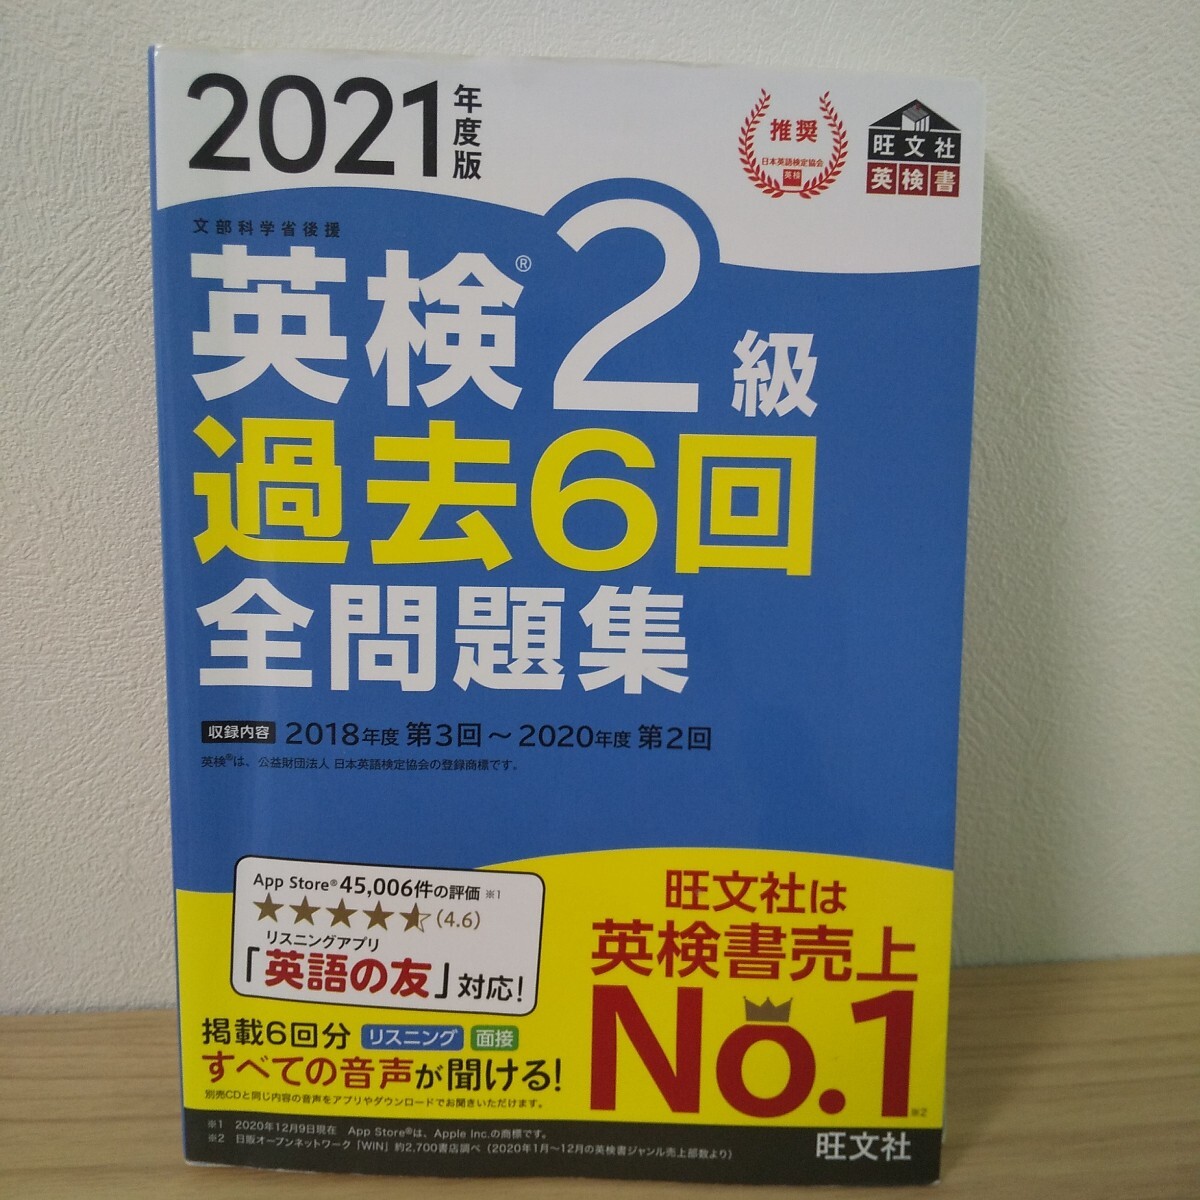 2021年度版
推奨
日本英語検定協会
英検
旺文社
英検書
文部科学省後援
英検®2級
過去6回
全問題集
収録内容 2018年度 第3回～2020年度 第2回
英検®は、公益財団法人 日本英語検定協会の登録商標です。
App Store® 45,006件の評価 ※1
★★★★⯪(4.6)
リスニングアプリ
「英語の友」対応!
掲載6回分 リスニング 面接
すべての音声が聞ける!
別売CDと同じ内容の音声をアプリやダウンロードでお聞きいただけます。
旺文社は
英検書売上
No.1 ※2
※1 2020年12月9日現在 App Store®は、Apple Inc.の商標です。
※2 日販オープンネットワーク「WIN」約2,700書店調べ（2020年1月～12月の英検書ジャンル売上部数より）
旺文社